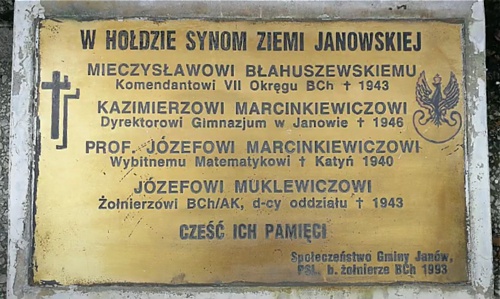 W HOŁDZIE SYNOM ZIEMI JANOWSKIEJ
MIECZYSŁAWOWI BŁAHUSZEWSKIEMU
Komendantowi VII Okręgu BCh † 1943
KAZIMIERZOWI MARCINKIEWICZOWI
Dyrektorowi Gimnazjum w Janowie † 1946
PROF. JÓZEFOWI MARCINKIEWICZOWI
Wybitnemu Matematykowi † Katyń 1940
JÓZEFOWI MUKLEWICZOWI
Żołnierzowi BCh/AK, d-cy oddziału † 1943
CZEŚĆ ICH PAMIĘCI
Społeczeństwo Gminy Janów,
PSL, b. żołnierze BCh 1993